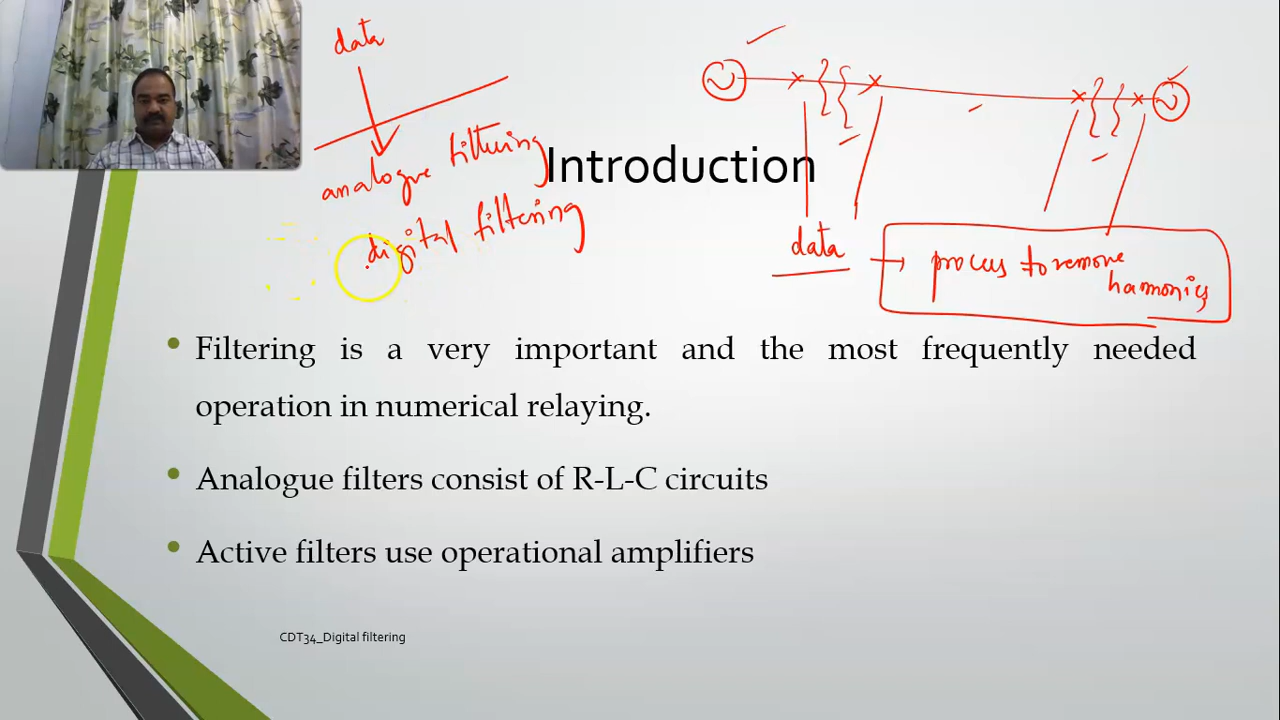 data
analogue filtering
digital filtering
Introduction
data
process to remove
harmonics
• Filtering is a very important and the most frequently needed
operation in numerical relaying.
• Analogue filters consist of R-L-C circuits
• Active filters use operational amplifiers
CDT34_Digital filtering